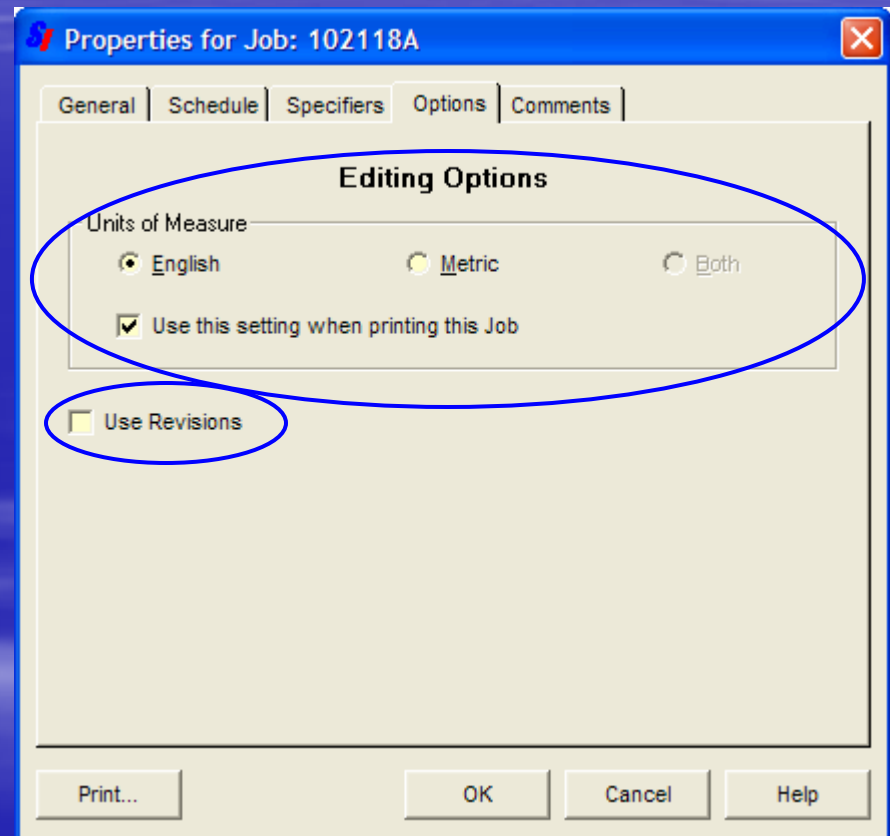 SI Properties for Job: 102118A
General Schedule Specifiers Options Comments
Editing Options
Units of Measure
English Metric Both
Use this setting when printing this Job
Use Revisions
Print... OK Cancel Help